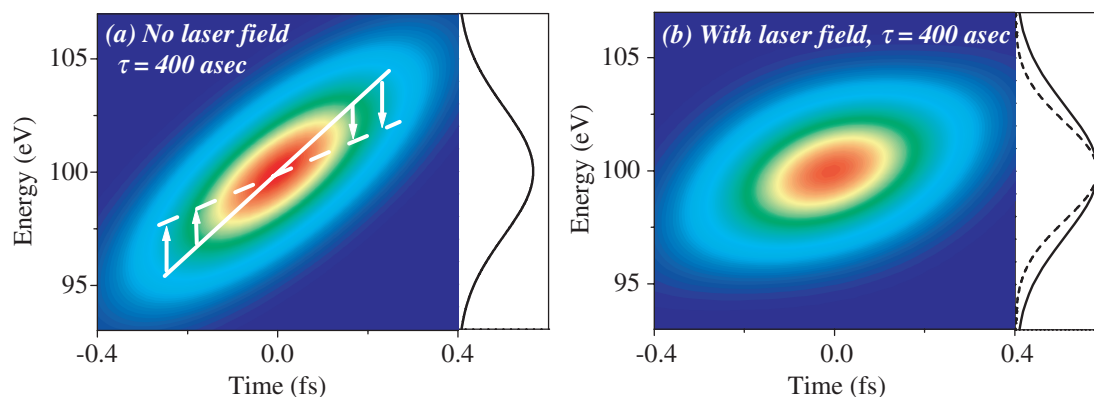 (a) No laser field
τ = 400 asec
105
100
95
Energy (eV)
-0.4
0.0
0.4
Time (fs)
(b) With laser field, τ = 400 asec
105
100
95
Energy (eV)
-0.4
0.0
0.4
Time (fs)